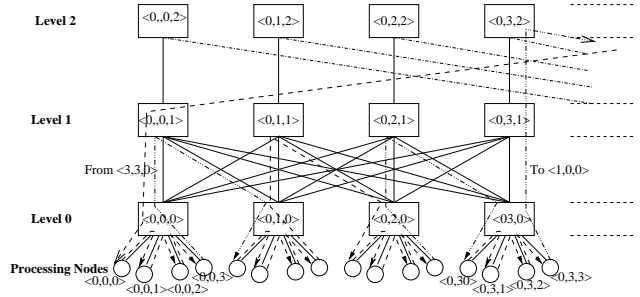 Level 2 <0,,0,2> <0,1,2> <0,2,2> <0,3,2>
Level 1 <0,,0,1> <0,1,1> <0,2,1> <0,3,1>
From <3,3,0> To <1,0,0>
Level 0 <0,0,0> <0,1,0> <0,2,0> <03,0>
Processing Nodes
<0,0,0> <0,0,1> <0,0,2> <0,0,3> <0,30> <0,3,1> <0,3,2> <0,3,3>